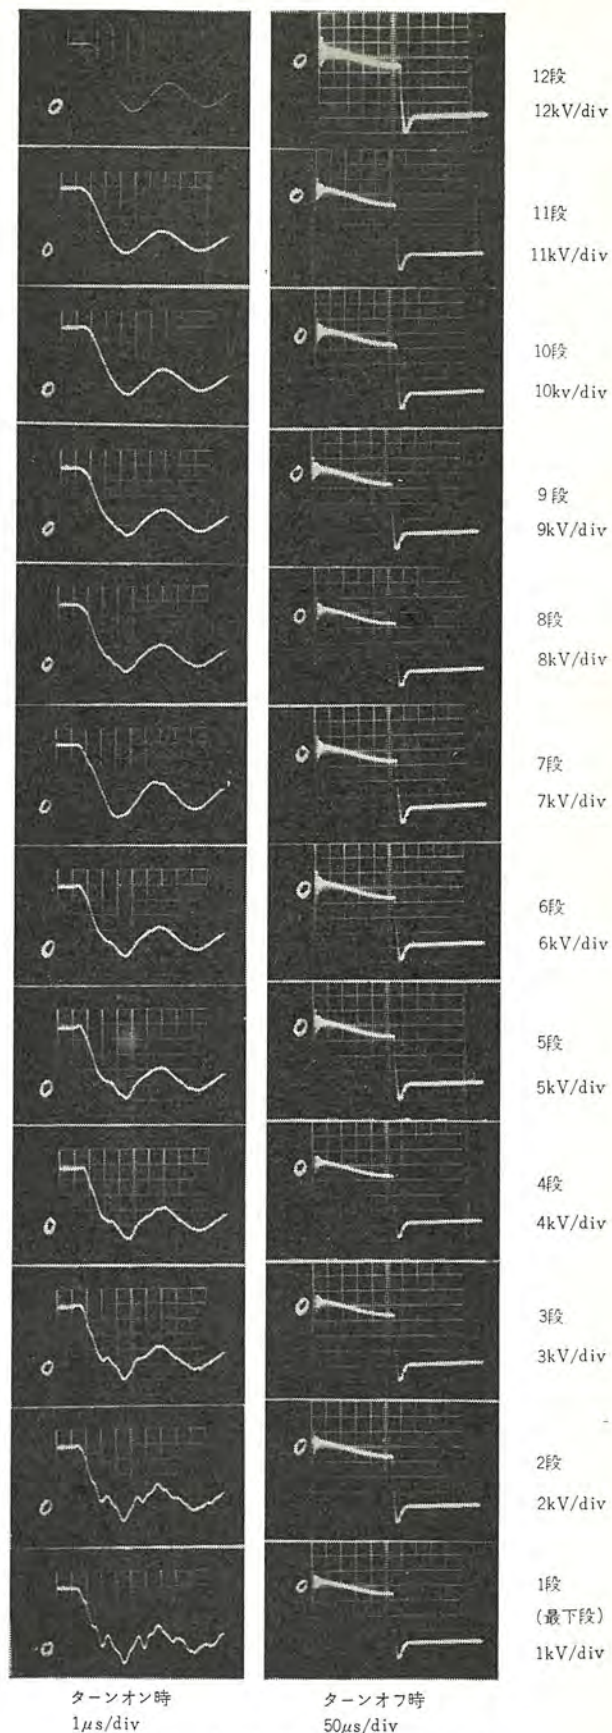 12段
12kV/div
11段
11kV/div
10段
10kv/div
9段
9kV/div
8段
8kV/div
7段
7kV/div
6段
6kV/div
5段
5kV/div
4段
4kV/div
3段
3kV/div
2段
2kV/div
1段
(最下段)
1kV/div
ターンオン時
1μs/div
ターンオフ時
50μs/div